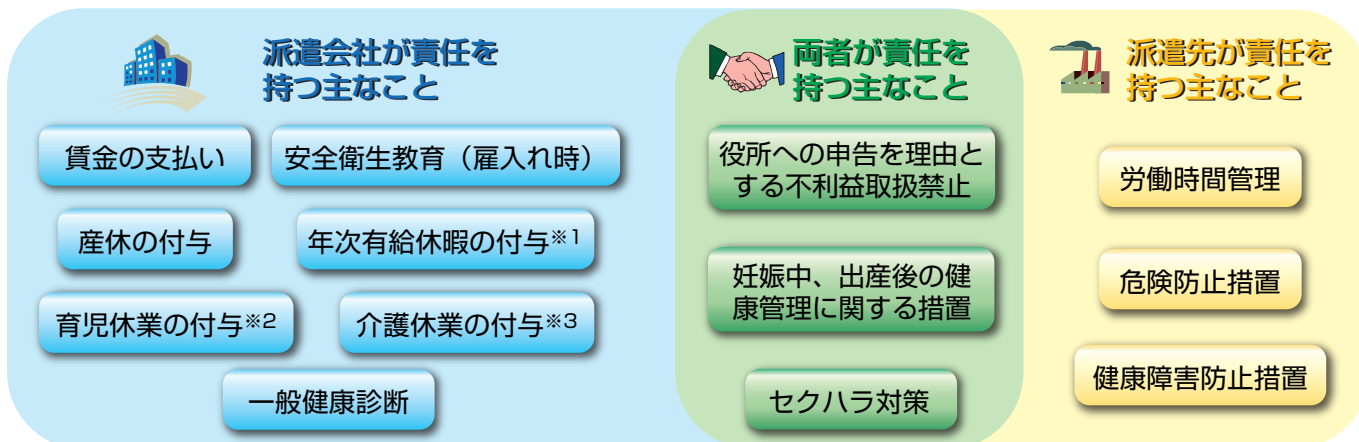 派遣会社が責任を
持つ主なこと
賃金の支払い
安全衛生教育（雇入れ時）
産休の付与
年次有給休暇の付与※1
育児休業の付与※2
介護休業の付与※3
一般健康診断
両者が責任を
持つ主なこと
役所への申告を理由と
する不利益取扱禁止
妊娠中、出産後の健
康管理に関する措置
セクハラ対策
派遣先が責任を
持つ主なこと
労働時間管理
危険防止措置
健康障害防止措置